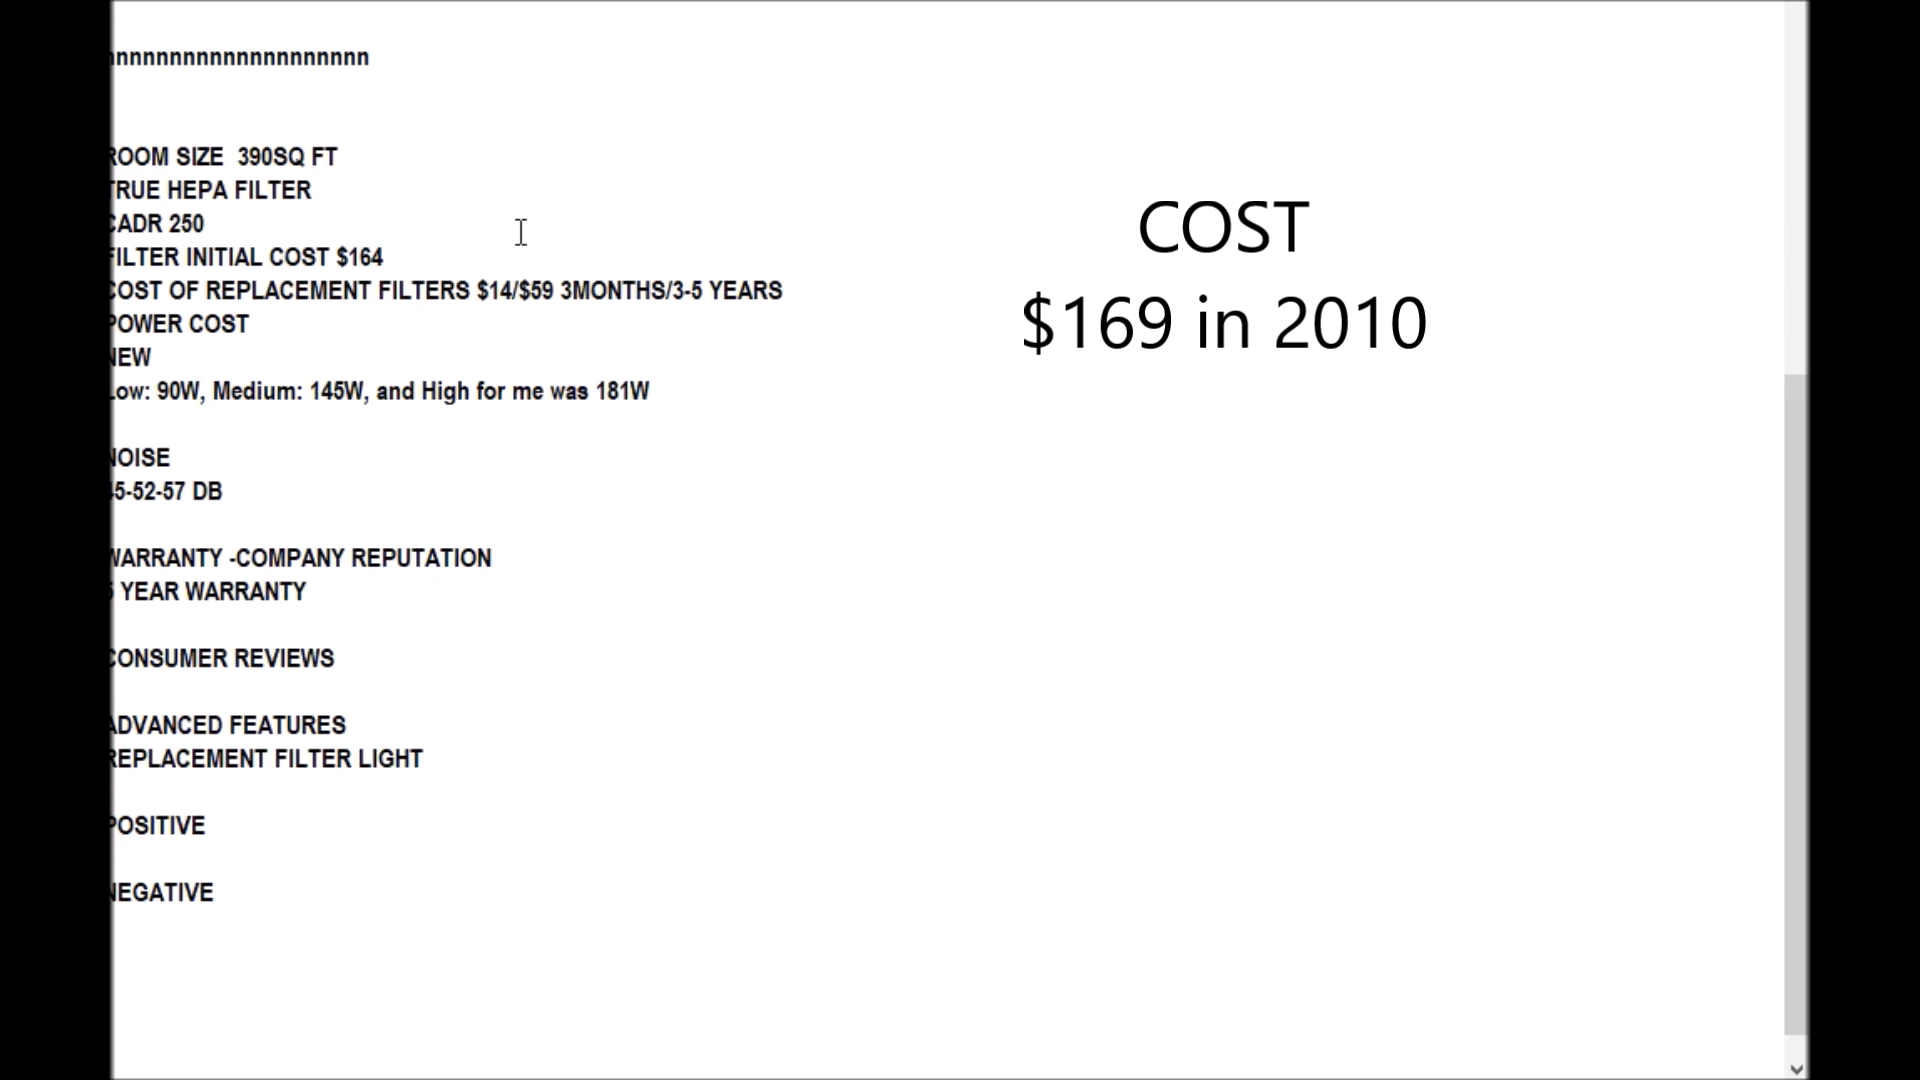 nnnnnnnnnnnnnnnnnnnn
ROOM SIZE  390SQ FT
TRUE HEPA FILTER
CADR 250
FILTER INITIAL COST $164
COST OF REPLACEMENT FILTERS $14/$59 3MONTHS/3-5 YEARS
POWER COST
NEW
Low: 90W, Medium: 145W, and High for me was 181W
NOISE
45-52-57 DB
WARRANTY -COMPANY REPUTATION
5 YEAR WARRANTY
CONSUMER REVIEWS
ADVANCED FEATURES
REPLACEMENT FILTER LIGHT
POSITIVE
NEGATIVE
COST
$169 in 2010